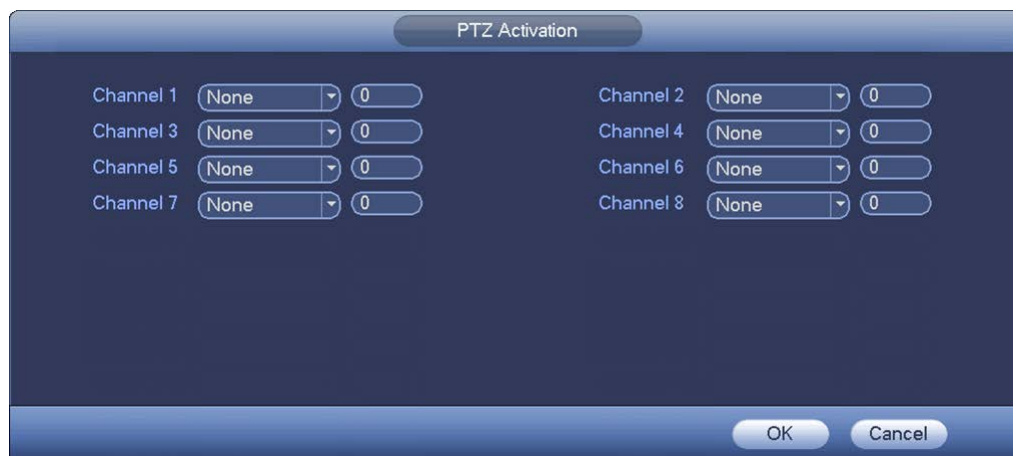 PTZ Activation
Channel 1 None 0 Channel 2 None 0
Channel 3 None 0 Channel 4 None 0
Channel 5 None 0 Channel 6 None 0
Channel 7 None 0 Channel 8 None 0
OK Cancel